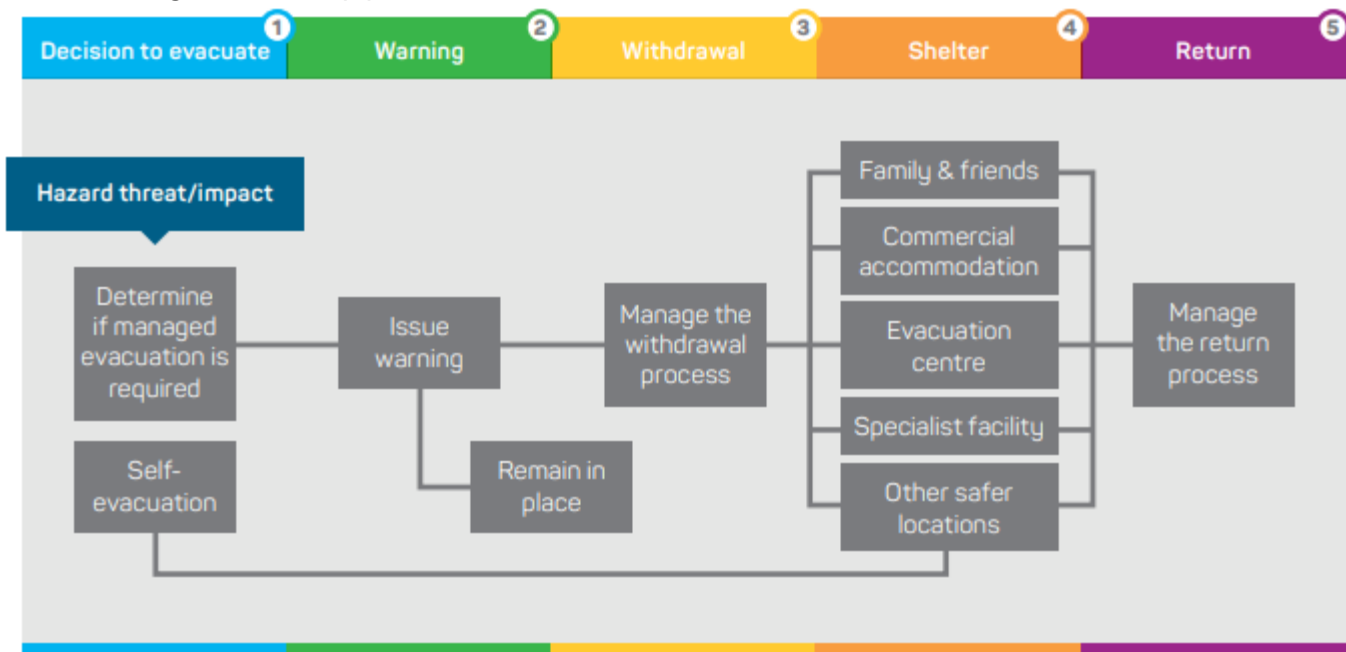 1
2
3
4
5
Decision to evacuate
Warning
Withdrawal
Shelter
Return
Hazard threat/impact
Determine
if managed
evacuation is
required
Self-
evacuation
Issue
warning
Remain in
place
Manage the
withdrawal
process
Family & friends
Commercial
accommodation
Evacuation
centre
Specialist facility
Other safer
locations
Manage
the return
process